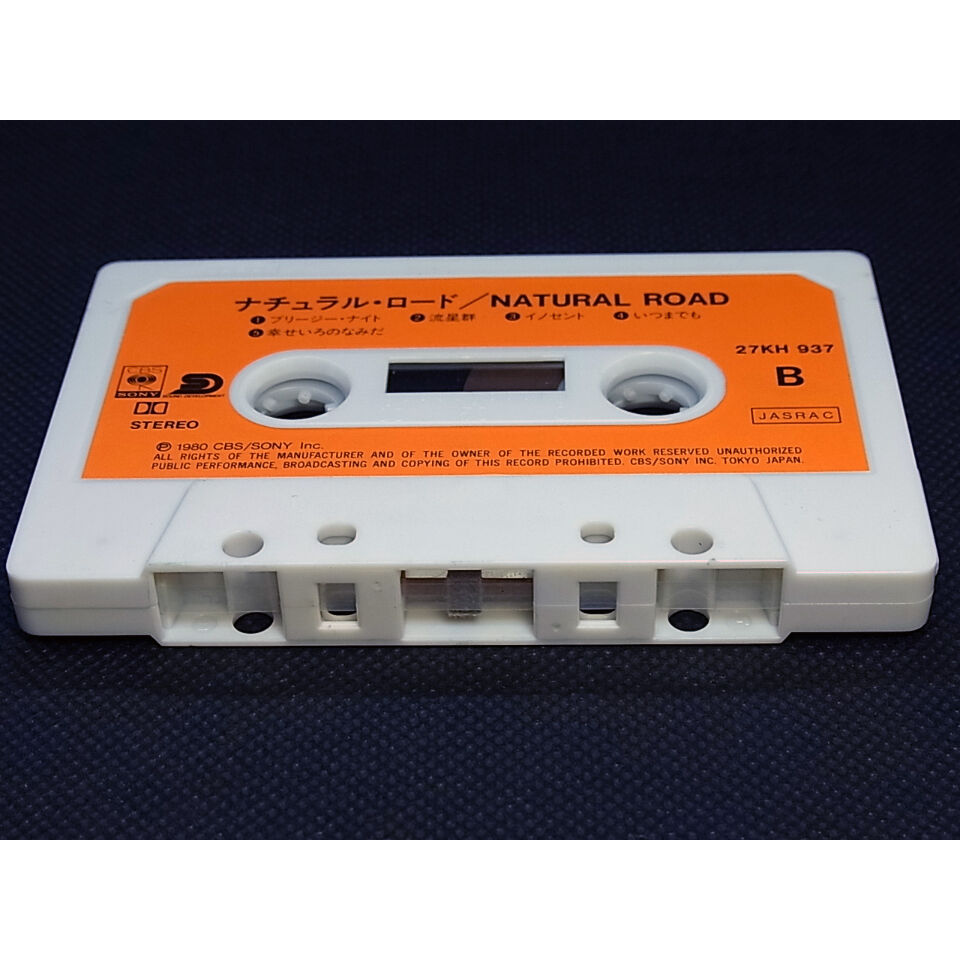 ナチュラル・ロード/NATURAL ROAD
❶ブリージー・ナイト ❷流星群 ❸イノセント ❹いつまでも
❺幸せいろのなみだ
27KH 937
B
CBS
SONY
SD
SOUND DEVELOPMENT
STEREO
JASRAC
Ⓟ 1980 CBS/SONY Inc.
ALL RIGHTS OF THE MANUFACTURER AND OF THE OWNER OF THE RECORDED WORK RESERVED UNAUTHORIZED
PUBLIC PERFORMANCE, BROADCASTING AND COPYING OF THIS RECORD PROHIBITED. CBS/SONY INC. TOKYO JAPAN.